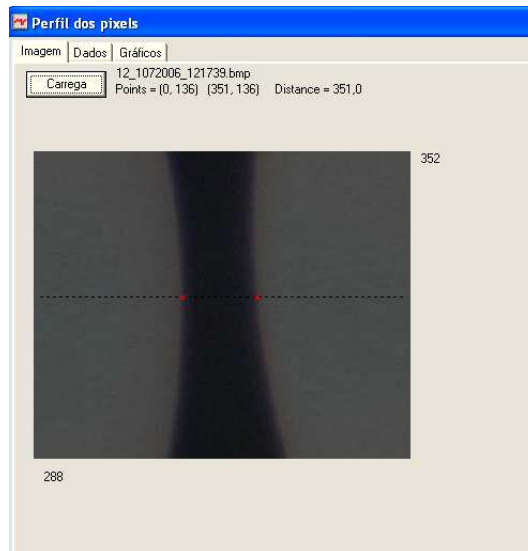 Perfil dos pixels
Imagem Dados Gráficos
Carrega
12_1072006_121739.bmp
Points = (0, 136) (351, 136) Distance = 351,0
352
288